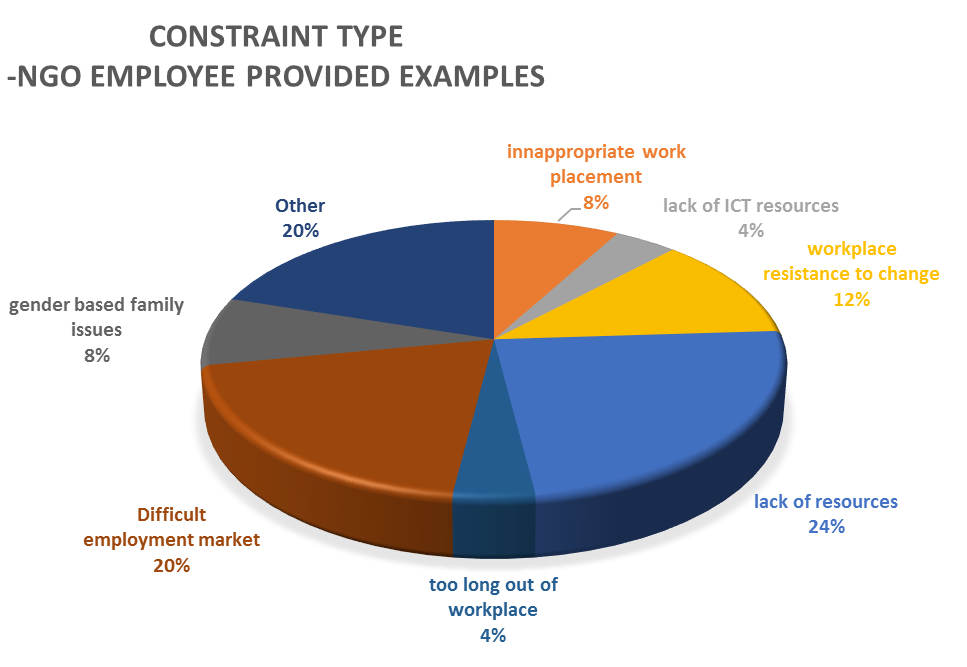 CONSTRAINT TYPE
-NGO EMPLOYEE PROVIDED EXAMPLES
innappropriate work
placement
8%
lack of ICT resources
4%
workplace
resistance to change
12%
lack of resources
24%
too long out of
workplace
4%
Difficult
employment market
20%
gender based family
issues
8%
Other
20%